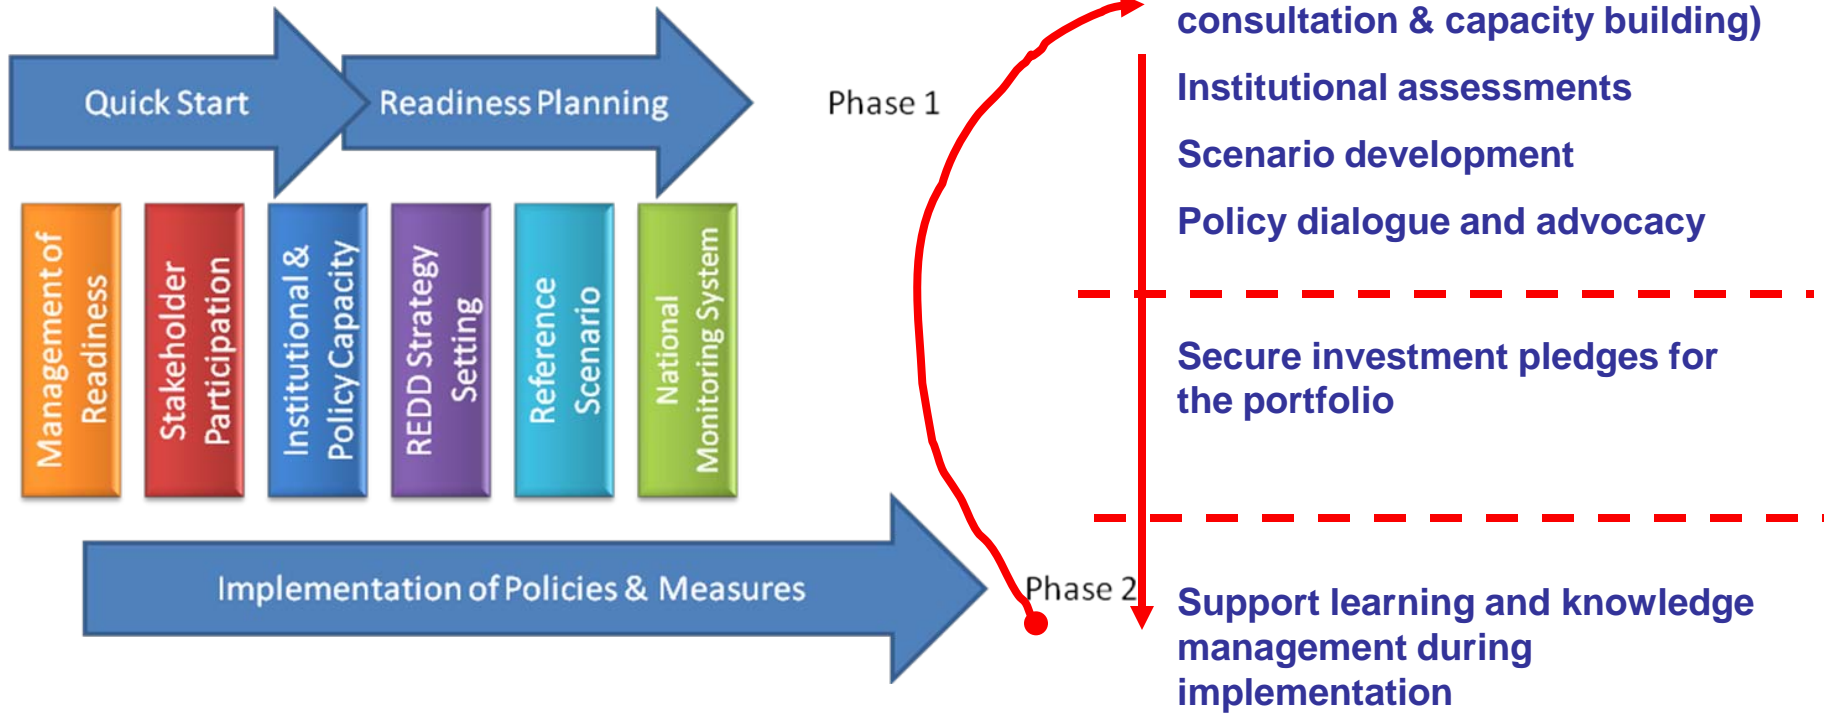 Quick Start
Readiness Planning
Phase 1
Management of
Readiness
Stakeholder
Participation
Institutional &
Policy Capacity
REDD Strategy
Setting
Reference
Scenario
National
Monitoring System
Implementation of Policies & Measures
Phase 2
consultation & capacity building)
Institutional assessments
Scenario development
Policy dialogue and advocacy
Secure investment pledges for
the portfolio
Support learning and knowledge
management during
implementation